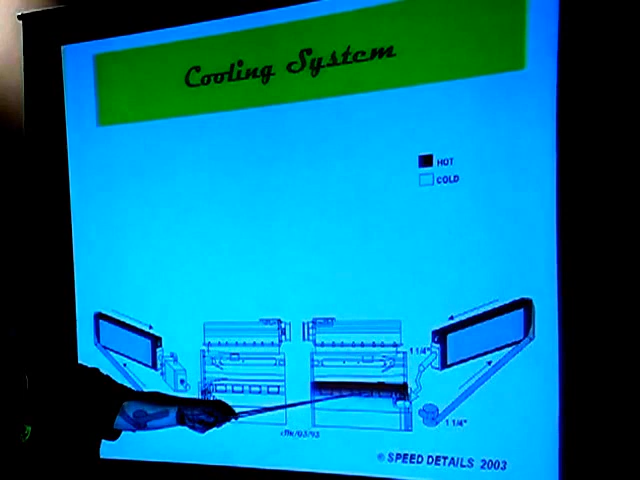 Cooling System
HOT
COLD
1 1/4"
1 1/4"
© SPEED DETAILS 2003